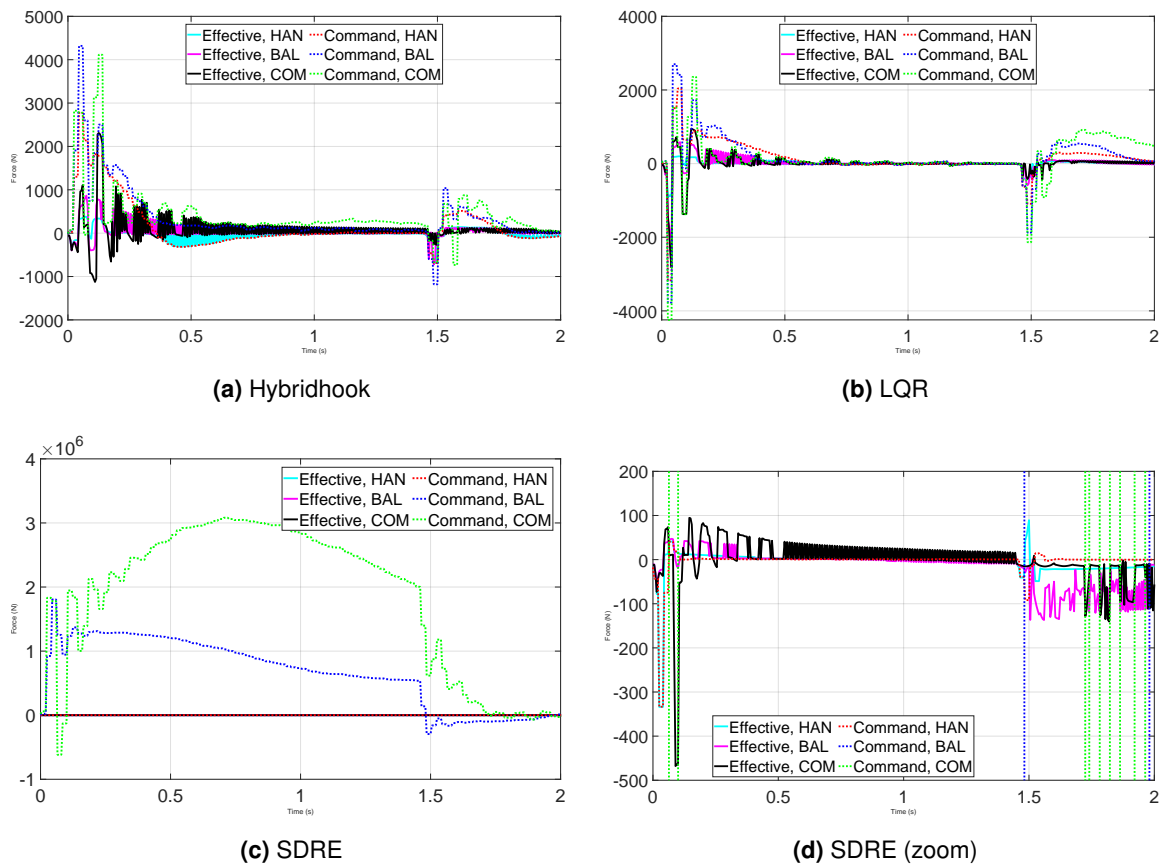 5000
4000
3000
2000
1000
0
-1000
-2000
Force (N)
Effective, HAN Command, HAN
Effective, BAL Command, BAL
Effective, COM Command, COM
0 0.5 1 1.5 2
Time (s)
(a) Hybridhook
4000
2000
0
-2000
-4000
Force (N)
Effective, HAN Command, HAN
Effective, BAL Command, BAL
Effective, COM Command, COM
0 0.5 1 1.5 2
Time (s)
(b) LQR
×10⁶
4
3
2
1
0
-1
Force (N)
Effective, HAN Command, HAN
Effective, BAL Command, BAL
Effective, COM Command, COM
0 0.5 1 1.5 2
Time (s)
(c) SDRE
200
100
0
-100
-200
-300
-400
-500
Force (N)
Effective, HAN Command, HAN
Effective, BAL Command, BAL
Effective, COM Command, COM
0 0.5 1 1.5 2
Time (s)
(d) SDRE (zoom)